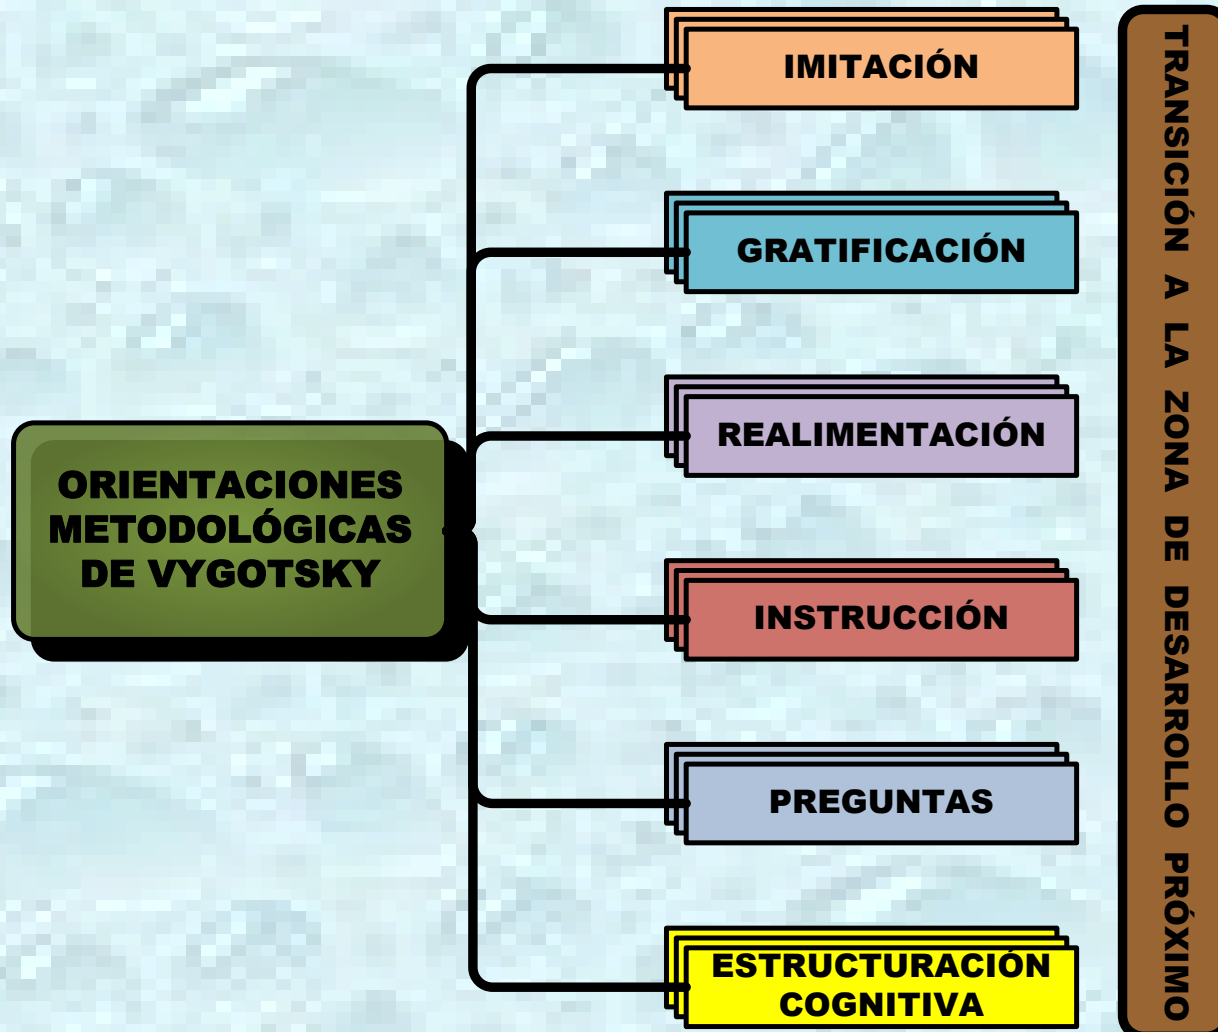 ORIENTACIONES
METODOLÓGICAS
DE VYGOTSKY
IMITACIÓN
GRATIFICACIÓN
REALIMENTACIÓN
INSTRUCCIÓN
PREGUNTAS
ESTRUCTURACIÓN
COGNITIVA
TRANSICIÓN A LA ZONA DE DESARROLLO PRÓXIMO